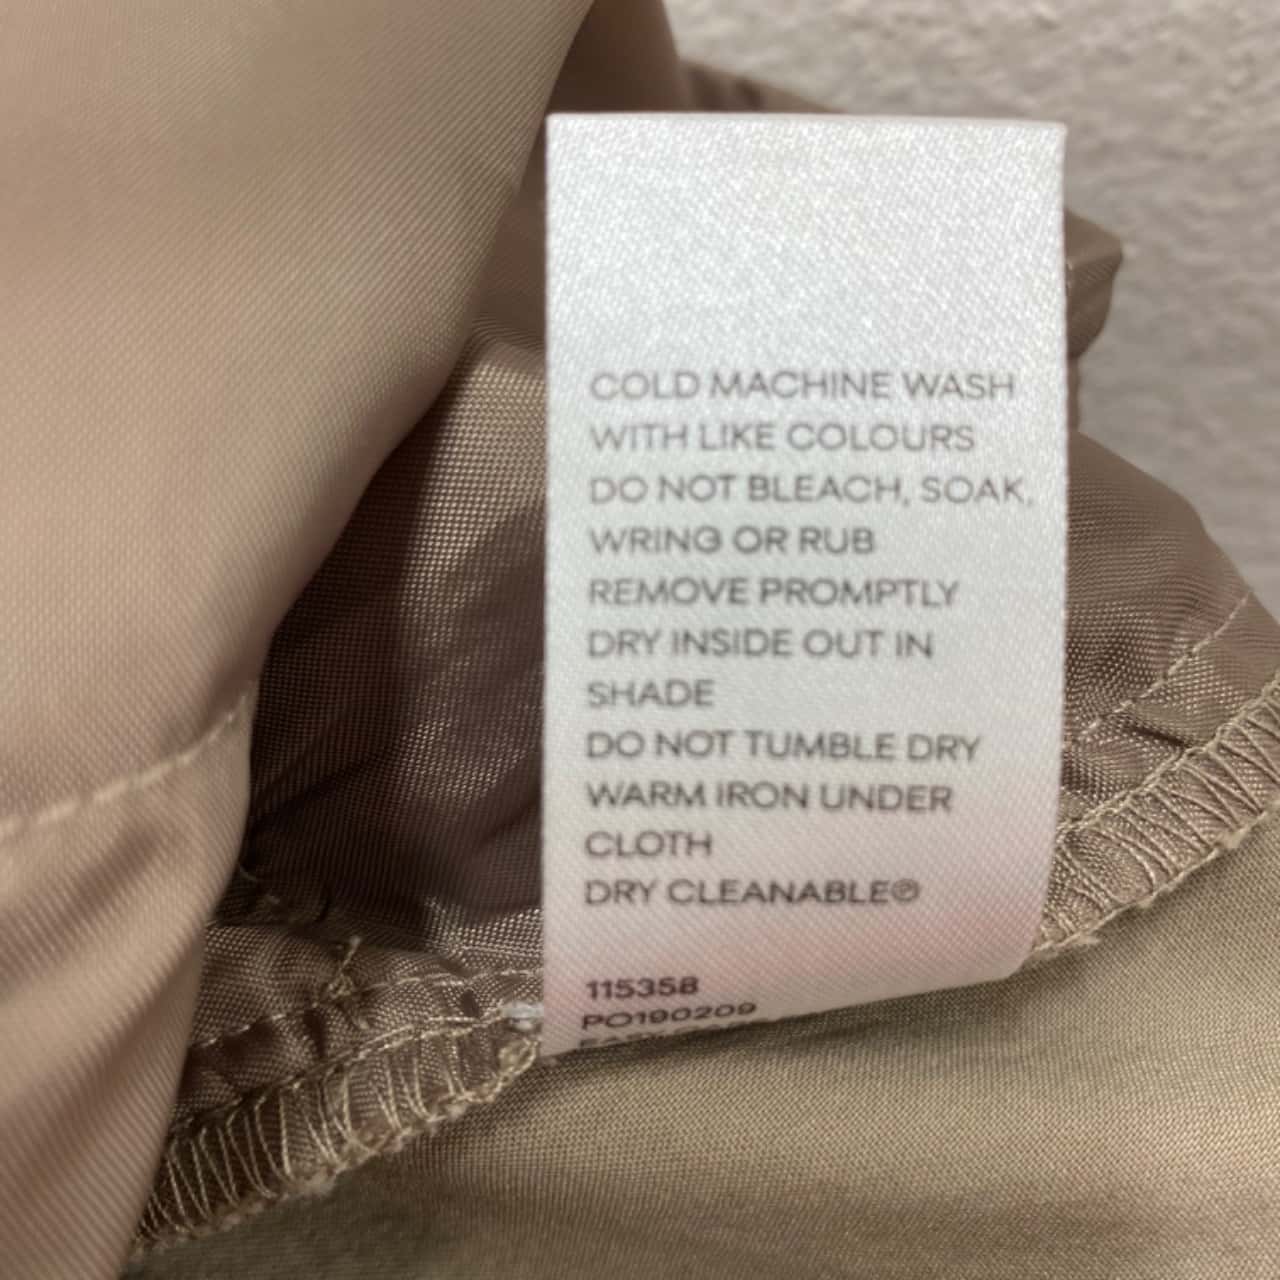 COLD MACHINE WASH
WITH LIKE COLOURS
DO NOT BLEACH, SOAK,
WRING OR RUB
REMOVE PROMPTLY
DRY INSIDE OUT IN
SHADE
DO NOT TUMBLE DRY
WARM IRON UNDER
CLOTH
DRY CLEANABLE Ⓟ
115358
PO190209